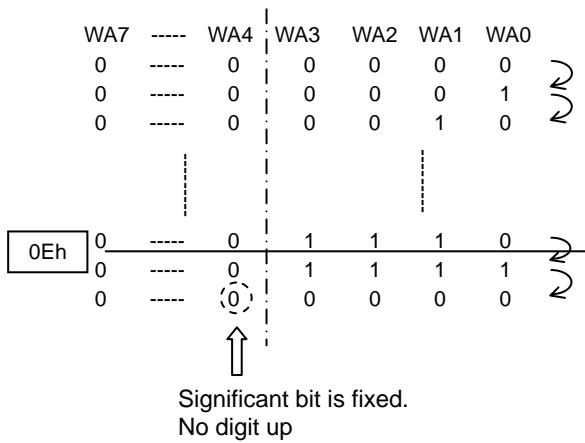 WA7 ----- WA4 WA3 WA2 WA1 WA0
0 ----- 0 0 0 0 0
0 ----- 0 0 0 0 1
0 ----- 0 0 0 1 0
0Eh 0 ----- 0 1 1 1 0
0 ----- 0 1 1 1 1
0 ----- 0 0 0 0 0
Significant bit is fixed.
No digit up